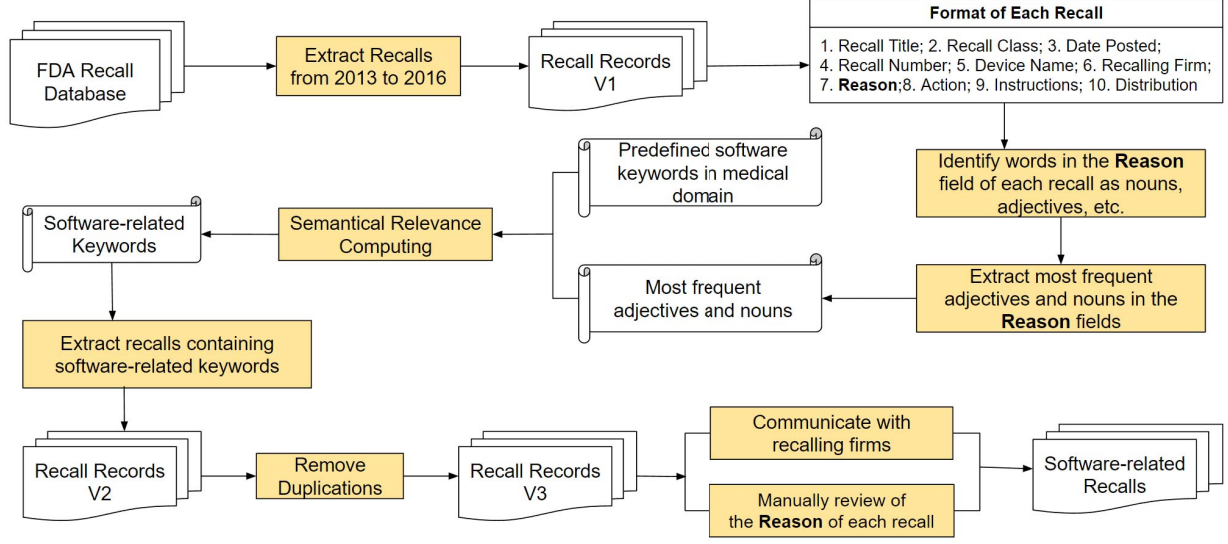 FDA Recall
Database
Extract Recalls
from 2013 to 2016
Recall Records
V1
Format of Each Recall
1. Recall Title; 2. Recall Class; 3. Date Posted;
4. Recall Number; 5. Device Name; 6. Recalling Firm;
7. Reason;8. Action; 9. Instructions; 10. Distribution
Identify words in the Reason
field of each recall as nouns,
adjectives, etc.
Extract most frequent
adjectives and nouns in the
Reason fields
Predefined software
keywords in medical
domain
Most frequent
adjectives and nouns
Semantical Relevance
Computing
Software-related
Keywords
Extract recalls containing
software-related keywords
Recall Records
V2
Remove
Duplications
Recall Records
V3
Communicate with
recalling firms
Manually review of
the Reason of each recall
Software-related
Recalls